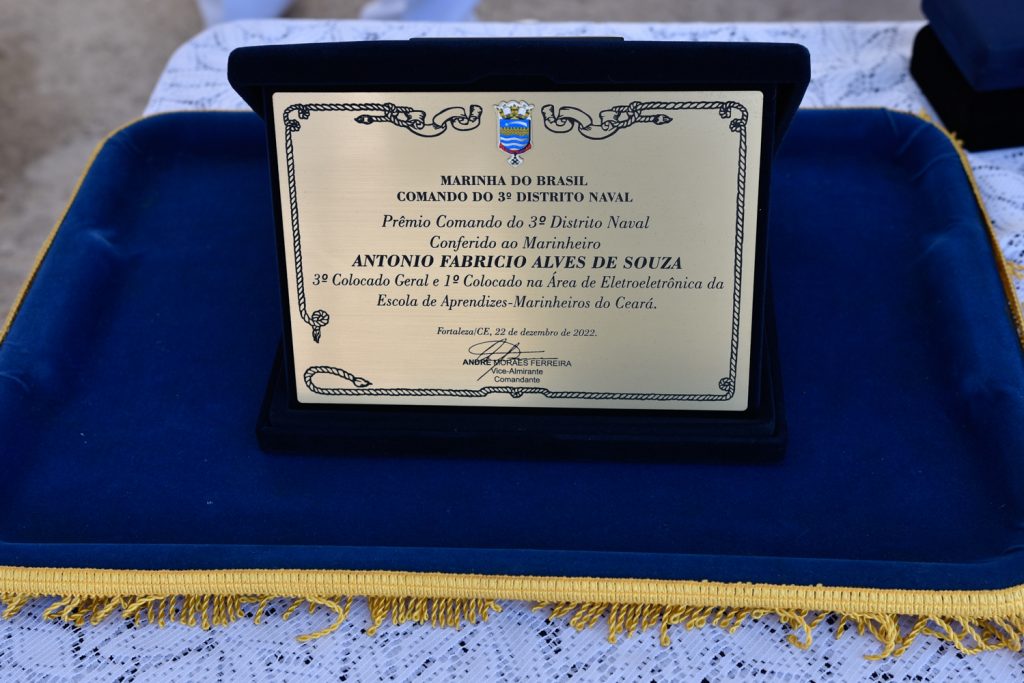 MARINHA DO BRASIL
COMANDO DO 3º DISTRITO NAVAL
Prêmio Comando do 3º Distrito Naval
Conferido ao Marinheiro
ANTONIO FABRICIO ALVES DE SOUZA
3º Colocado Geral e 1º Colocado na Área de Eletroeletrônica da
Escola de Aprendizes-Marinheiros do Ceará.
Fortaleza/CE, 22 de dezembro de 2022.
ANDRÉ MORAES FERREIRA
Vice-Almirante
Comandante